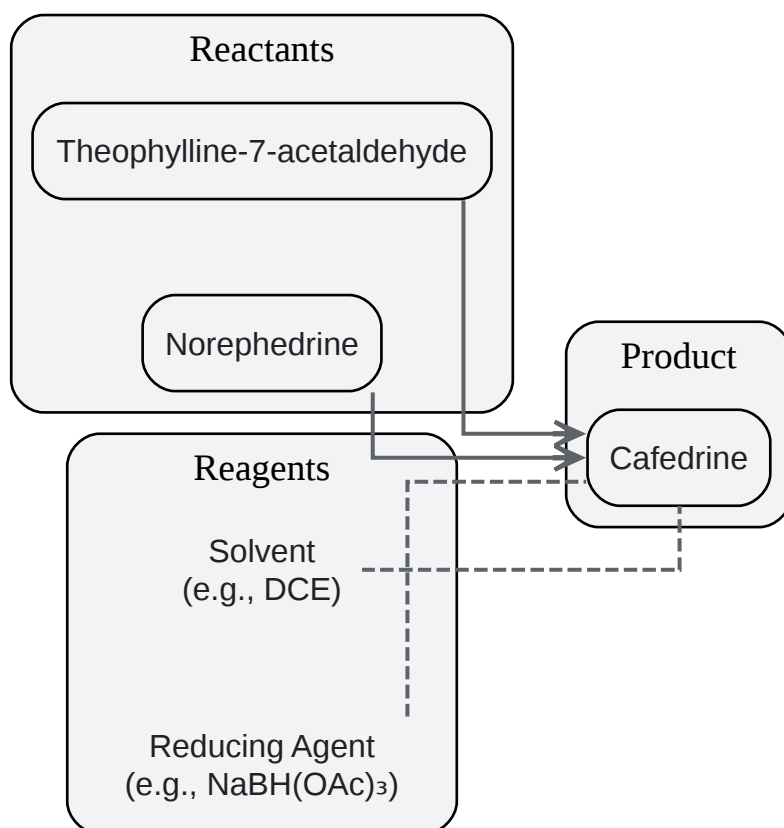 Reactants
Theophylline-7-acetaldehyde
Norephedrine
Product
Cafedrine
Reagents
Solvent
(e.g., DCE)
Reducing Agent
(e.g., NaBH(OAc)₃)